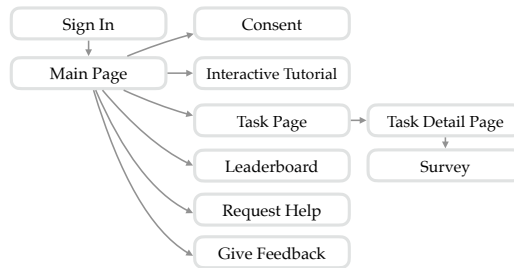 Sign In
Consent
Main Page
Interactive Tutorial
Task Page
Task Detail Page
Leaderboard
Survey
Request Help
Give Feedback